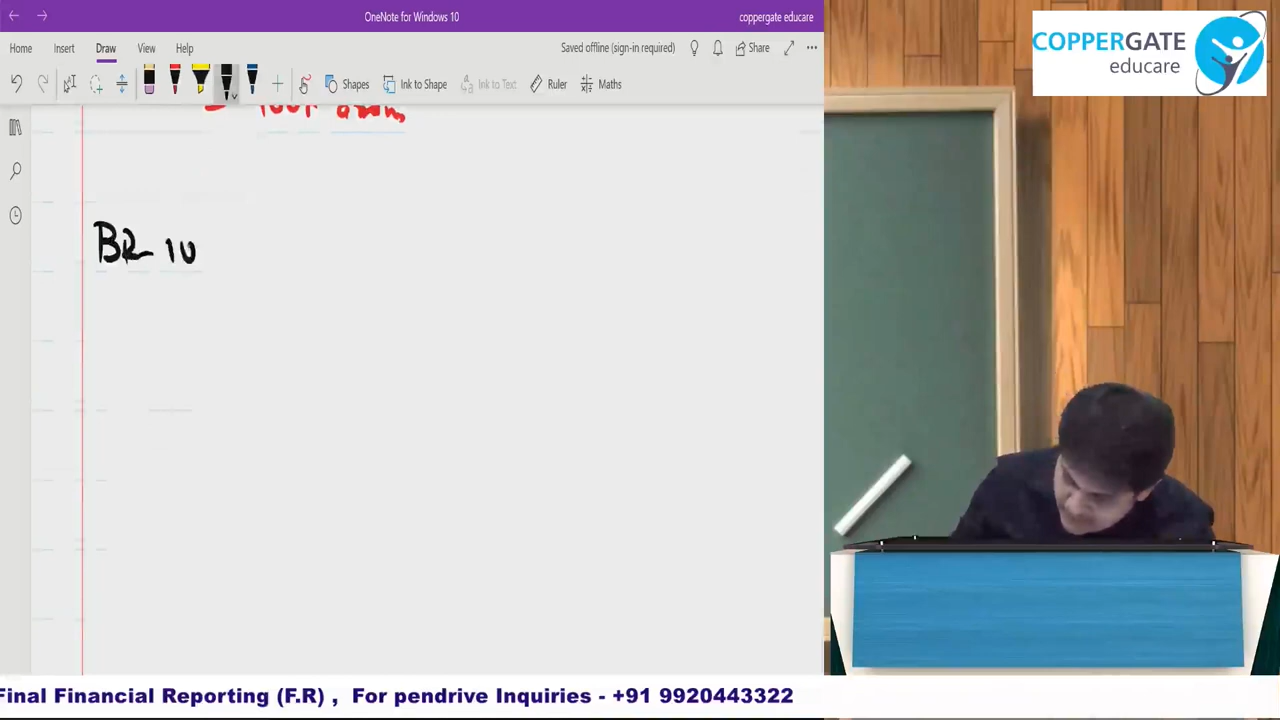 OneNote for Windows 10
coppergate educare
Home Insert Draw View Help
Saved offline (sign-in required) Share
Shapes Ink to Shape Ink to Text Ruler Maths
BR 10
COPPERGATE
educare
Final Financial Reporting (F.R) , For pendrive Inquiries - +91 9920443322